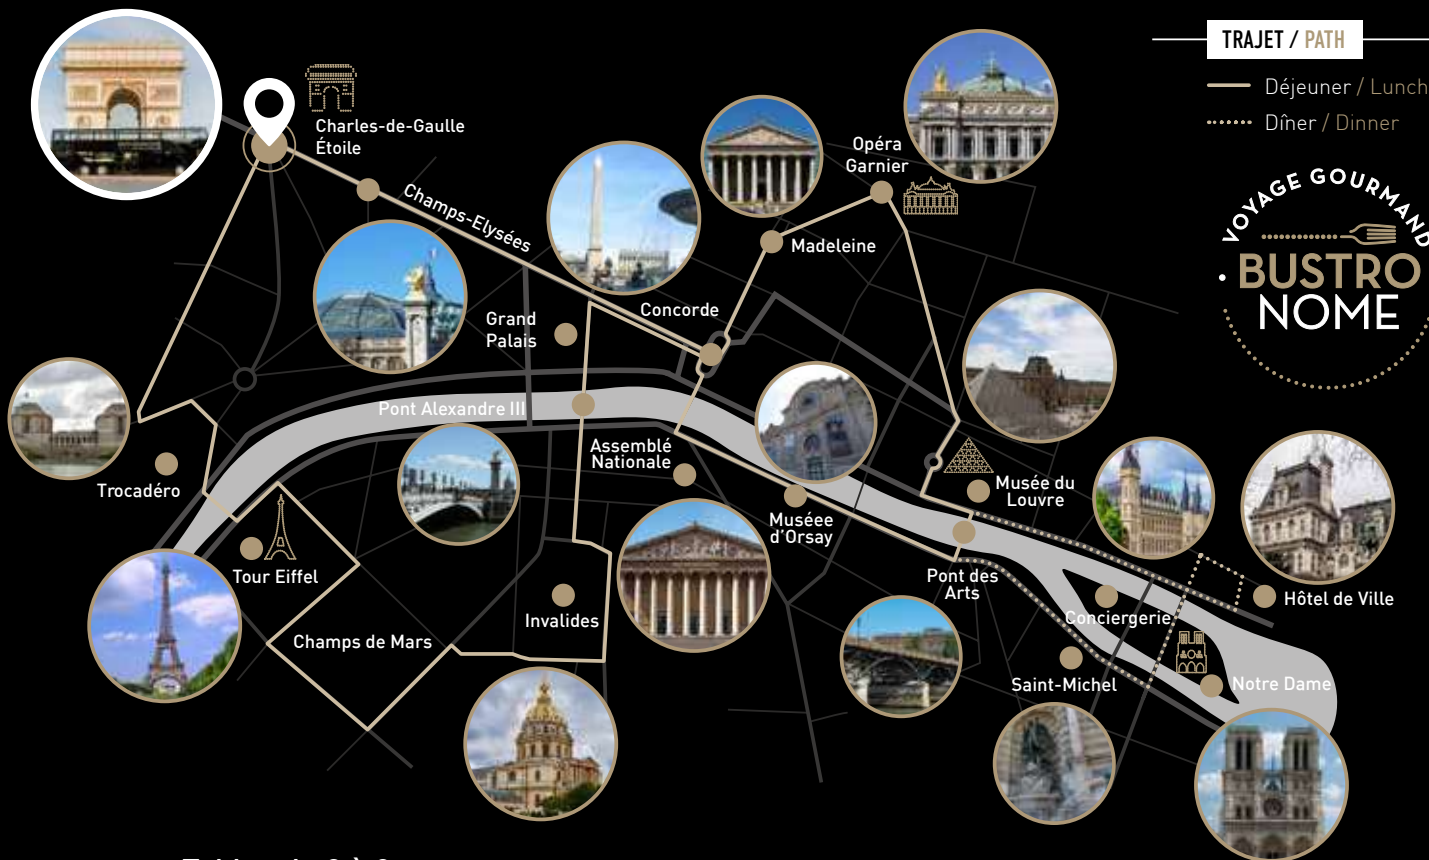 TRAJET / PATH
Déjeuner / Lunch
Dîner / Dinner
VOYAGE GOURMAND
BUSTRO
NOME
Charles-de-Gaulle
Étoile
Champs-Elysées
Opéra
Garnier
Madeleine
Concorde
Grand
Palais
Pont Alexandre III
Assemblé
Nationale
Trocadéro
Musée du
Louvre
Muséee
d'Orsay
Tour Eiffel
Pont des
Arts
Invalides
Conciergerie
Hôtel de Ville
Champs de Mars
Saint-Michel
Notre Dame